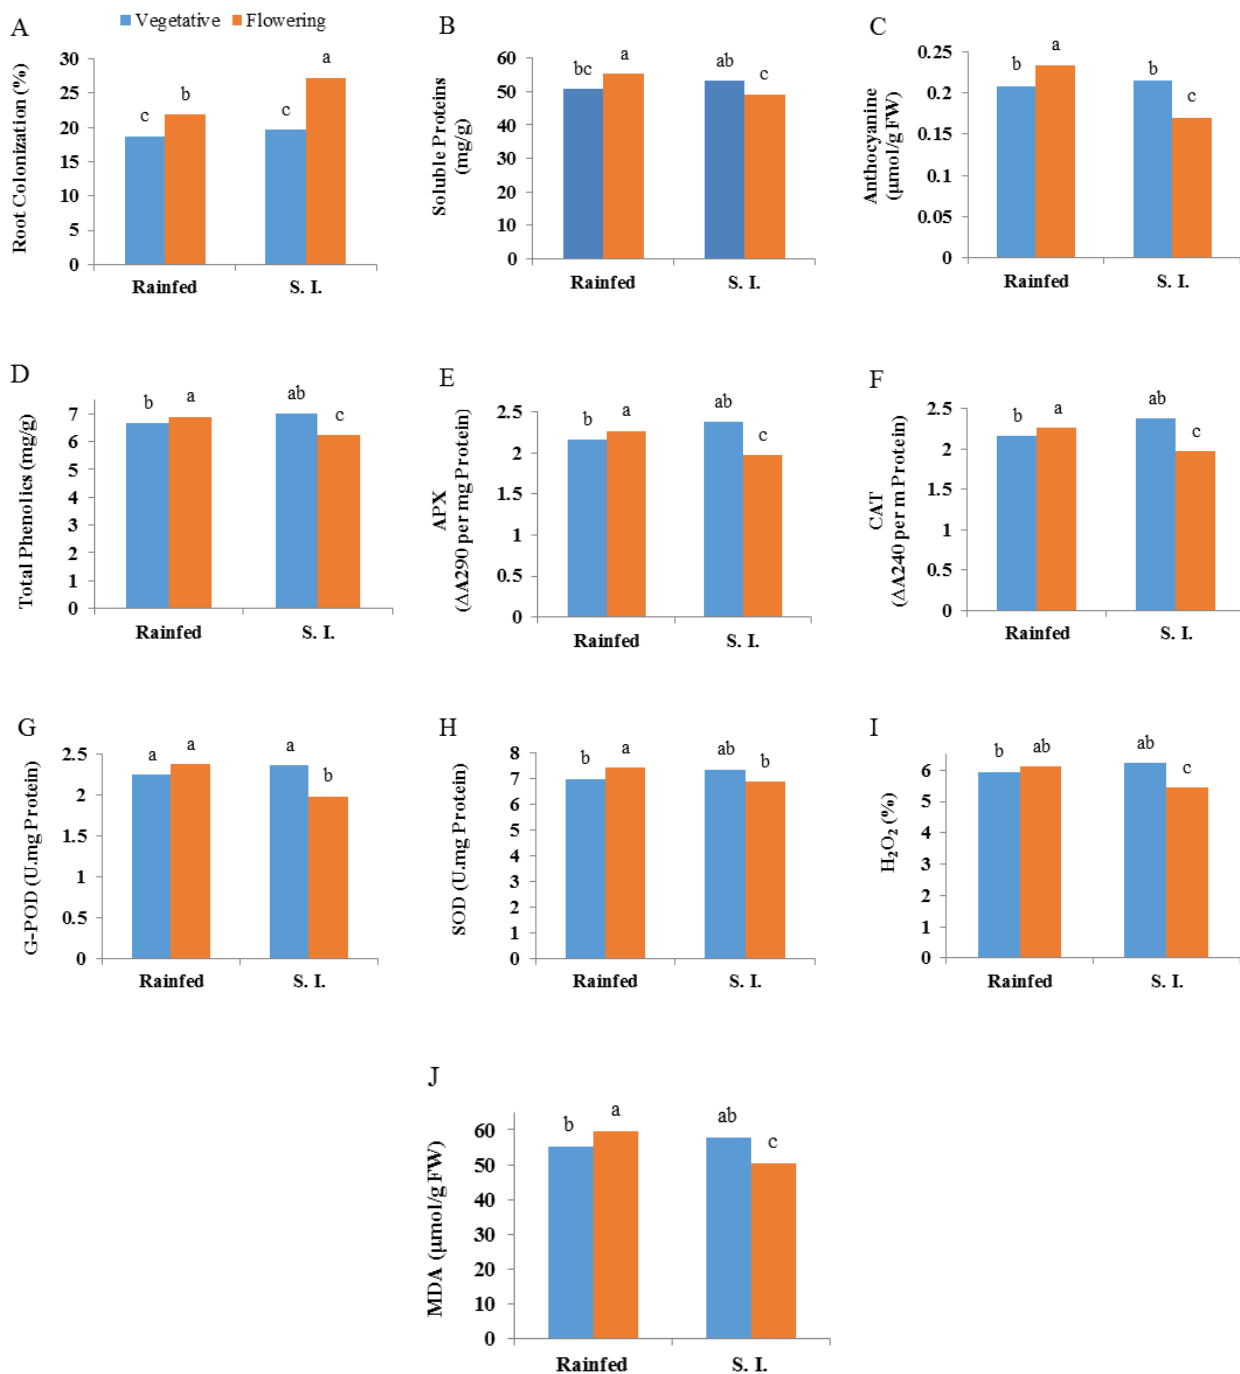 Vegetative Flowering
A
Root Colonization (%)
30
25
20
15
10
5
0
c
b
c
a
Rainfed
S. I.
B
Soluble Proteins
(mg/g)
60
50
40
30
20
10
0
bc
a
ab
c
Rainfed
S. I.
C
Anthocyanine
(µmol/g FW)
0.25
0.2
0.15
0.1
0.05
0
b
a
b
c
Rainfed
S. I.
D
Total Phenolics (mg/g)
7
6
5
4
3
2
1
0
b
a
ab
c
Rainfed
S. I.
E
APX
(ΔA290 per mg Protein)
2.5
2
1.5
1
0.5
0
b
a
ab
c
Rainfed
S. I.
F
CAT
(ΔA240 per m Protein)
2.5
2
1.5
1
0.5
0
b
a
ab
c
Rainfed
S. I.
G
G-POD (U.mg Protein)
2.5
2
1.5
1
0.5
0
a
a
a
b
Rainfed
S. I.
H
SOD (U.mg Protein)
8
7
6
5
4
3
2
1
0
b
a
ab
b
Rainfed
S. I.
I
H₂O₂ (%)
6
5
4
3
2
1
0
b
ab
ab
c
Rainfed
S. I.
J
MDA (µmol/g FW)
60
50
40
30
20
10
0
b
a
ab
c
Rainfed
S. I.